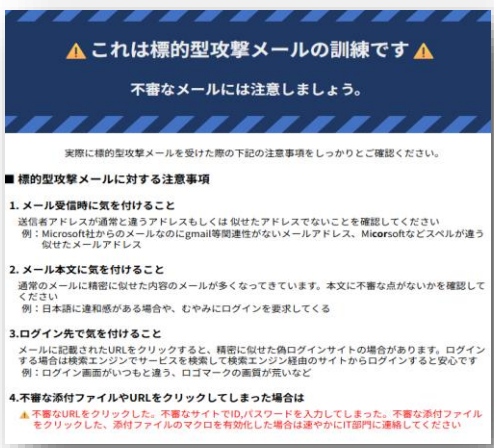 ⚠これは標的型攻撃メールの訓練です⚠
不審なメールには注意しましょう。
実際に標的型攻撃メールを受けた際の下記の注意事項をしっかりとご確認ください。
■ 標的型攻撃メールに対する注意事項
1. メール受信時に気を付けること
送信者アドレスが通常と違うアドレスもしくは 似せたアドレスでないことを確認してください
例：Microsoft社からのメールなのにgmail等関連性がないメールアドレス、Micorsoftなどスペルが違う
似せたメールアドレス
2. メール本文に気を付けること
通常のメールに精密に似せた内容のメールが多くなってきています。本文に不審な点がないかを確認して
ください
例：日本語に違和感がある場合や、むやみにログインを要求してくる
3.ログイン先で気を付けること
メールに記載されたURLをクリックすると、精密に似せた偽ログインサイトの場合があります。ログイン
する場合は検索エンジンでサービスを検索して検索エンジン経由のサイトからログインすると安心です
例：ログイン画面がいつもと違う、ロゴマークの画質が荒いなど
4.不審な添付ファイルやURLをクリックしてしまった場合は
⚠不審なURLをクリックした。不審なサイトでID,パスワードを入力してしまった。不審な添付ファイル
をクリックした、添付ファイルのマクロを有効化した場合は速やかにIT部門に連絡してください